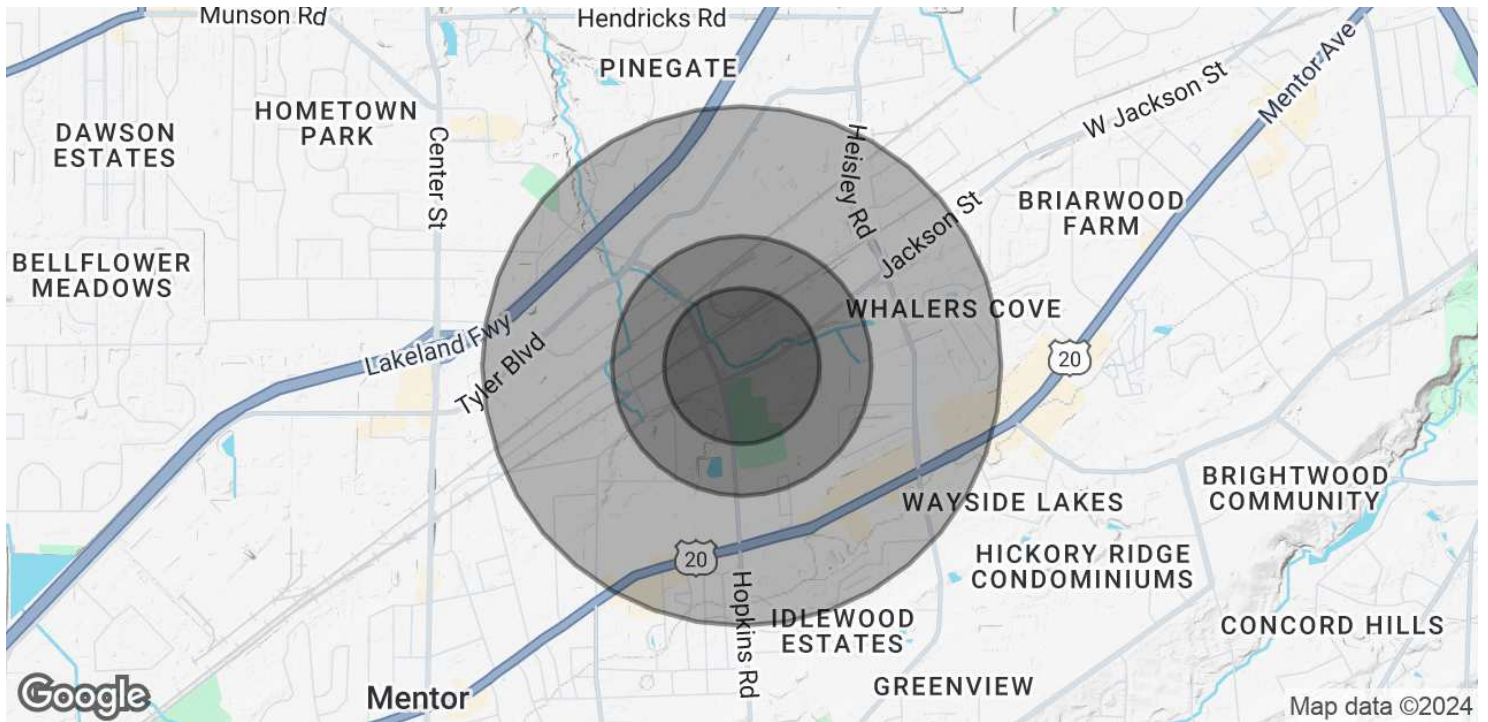 Munson Rd
Hendricks Rd
PINEGATE
Mentor Ave
W Jackson St
HOMETOWN
PARK
DAWSON
ESTATES
Center St
Heisley Rd
BRIARWOOD
FARM
Jackson St
BELLFLOWER
MEADOWS
WHALERS COVE
Lakeland Fwy
Tyler Blvd
20
BRIGHTWOOD
COMMUNITY
WAYSIDE LAKES
20
HICKORY RIDGE
CONDOMINIUMS
Hopkins Rd
IDLEWOOD
ESTATES
CONCORD HILLS
GREENVIEW
Mentor
Google
Map data ©2024